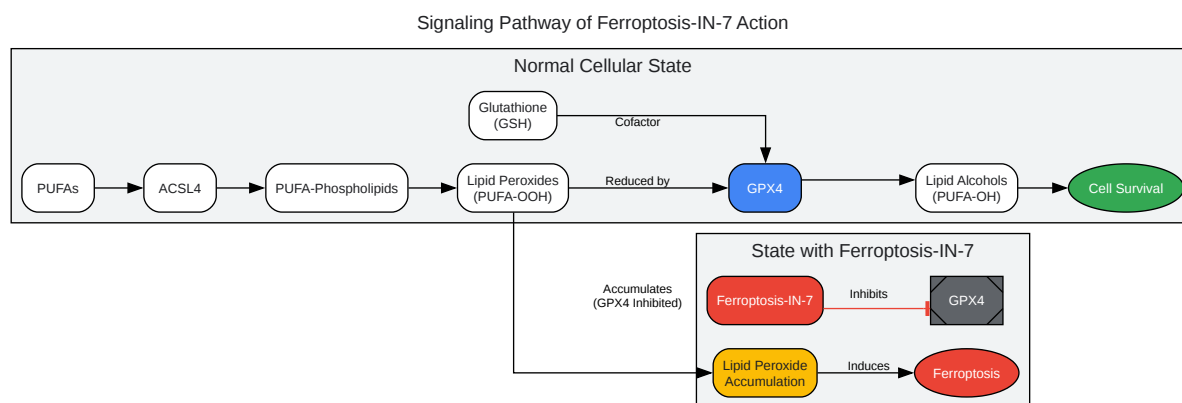 Signaling Pathway of Ferroptosis-IN-7 Action
Normal Cellular State
Glutathione
(GSH)
Cofactor
PUFAs
ACSL4
PUFA-Phospholipids
Lipid Peroxides
(PUFA-OOH)
Reduced by
GPX4
Lipid Alcohols
(PUFA-OH)
Cell Survival
State with Ferroptosis-IN-7
Accumulates
(GPX4 Inhibited)
Ferroptosis-IN-7
Inhibits
GPX4
Lipid Peroxide
Accumulation
Induces
Ferroptosis